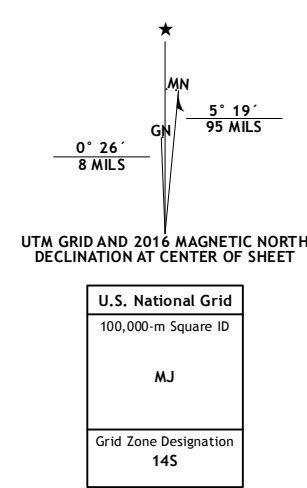 MN
5° 19´
95 MILS
GN
0° 26´
8 MILS
UTM GRID AND 2016 MAGNETIC NORTH
DECLINATION AT CENTER OF SHEET
U.S. National Grid
100,000-m Square ID
MJ
Grid Zone Designation
14S